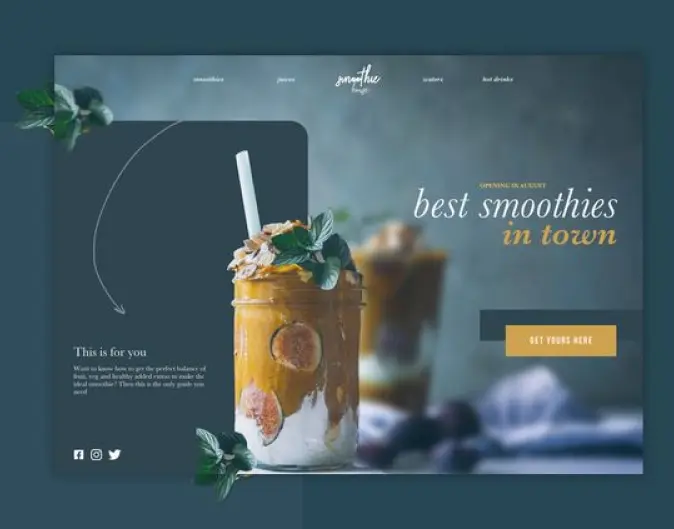 smoothies
juices
smoothie
house
waters
hot drinks
OPENING IN AUGUST
best smoothies
in town
GET YOURS HERE
This is for you
Want to know how to get the perfect balance of
fruit, veg and healthy added extras to make the
ideal smoothie? Then this is the only guide you
need